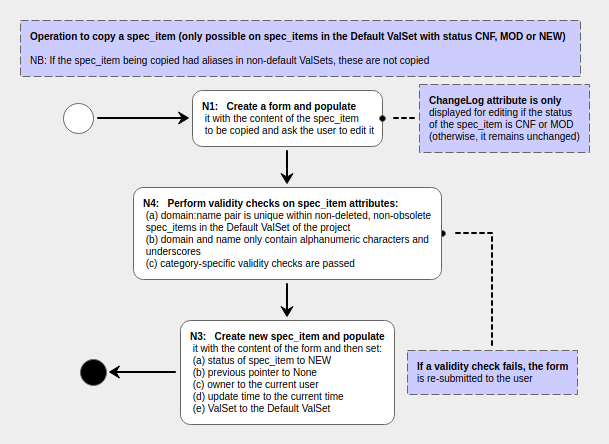 Operation to copy a spec_item (only possible on spec_items in the Default ValSet with status CNF, MOD or NEW)
NB: If the spec_item being copied had aliases in non-default ValSets, these are not copied
N1: Create a form and populate
it with the content of the spec_item
to be copied and ask the user to edit it
ChangeLog attribute is only
displayed for editing if the status
of the spec_item is CNF or MOD
(otherwise, it remains unchanged)
N4: Perform validity checks on spec_item attributes:
(a) domain:name pair is unique within non-deleted, non-obsolete
spec_items in the Default ValSet of the project
(b) domain and name only contain alphanumeric characters and
underscores
(c) category-specific validity checks are passed
N3: Create new spec_item and populate
it with the content of the form and then set:
(a) status of spec_item to NEW
(b) previous pointer to None
(c) owner to the current user
(d) update time to the current time
(e) ValSet to the Default ValSet
If a validity check fails, the form
is re-submitted to the user